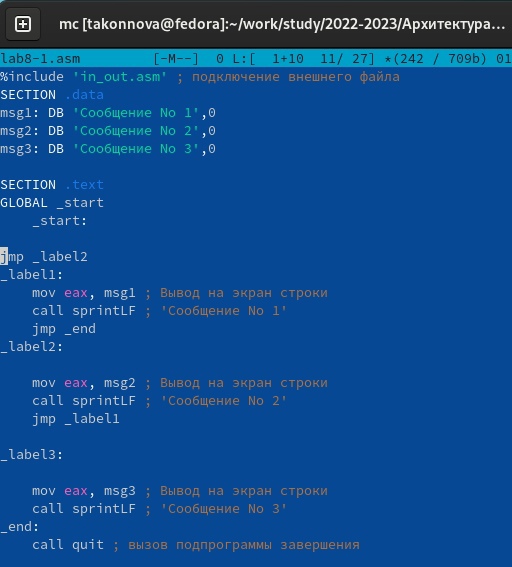 mc [takonnova@fedora]:~/work/study/2022-2023/Архитектура...
lab8-1.asm [-M--] 0 L:[ 1+10 11/ 27] *(242 / 709b) 01
%include 'in_out.asm' ; подключение внешнего файла
SECTION .data
msg1: DB 'Сообщение No 1',0
msg2: DB 'Сообщение No 2',0
msg3: DB 'Сообщение No 3',0
SECTION .text
GLOBAL _start
_start:
jmp _label2
_label1:
mov eax, msg1 ; Вывод на экран строки
call sprintLF ; 'Сообщение No 1'
jmp _end
_label2:
mov eax, msg2 ; Вывод на экран строки
call sprintLF ; 'Сообщение No 2'
jmp _label1
_label3:
mov eax, msg3 ; Вывод на экран строки
call sprintLF ; 'Сообщение No 3'
_end:
call quit ; вызов подпрограммы завершения